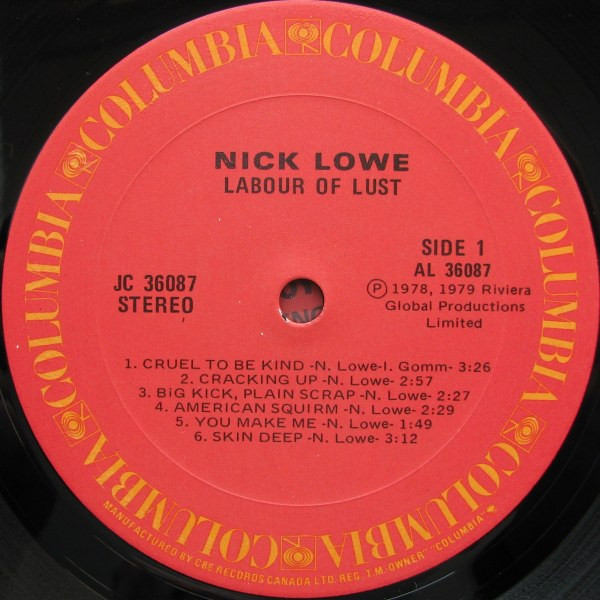 COLUMBIA COLUMBIA COLUMBIA COLUMBIA COLUMBIA COLUMBIA COLUMBIA
NICK LOWE
LABOUR OF LUST
JC 36087
STEREO
SIDE 1
AL 36087
Ⓟ 1978, 1979 Riviera
Global Productions
Limited
1. CRUEL TO BE KIND -N. Lowe-I. Gomm- 3:26
2. CRACKING UP -N. Lowe- 2:57
3. BIG KICK, PLAIN SCRAP -N. Lowe- 2:27
4. AMERICAN SQUIRM -N. Lowe- 2:29
5. YOU MAKE ME -N. Lowe- 1:49
6. SKIN DEEP -N. Lowe- 3:12
MANUFACTURED BY CBS RECORDS CANADA LTD. REG. T.M. OWNER "COLUMBIA"